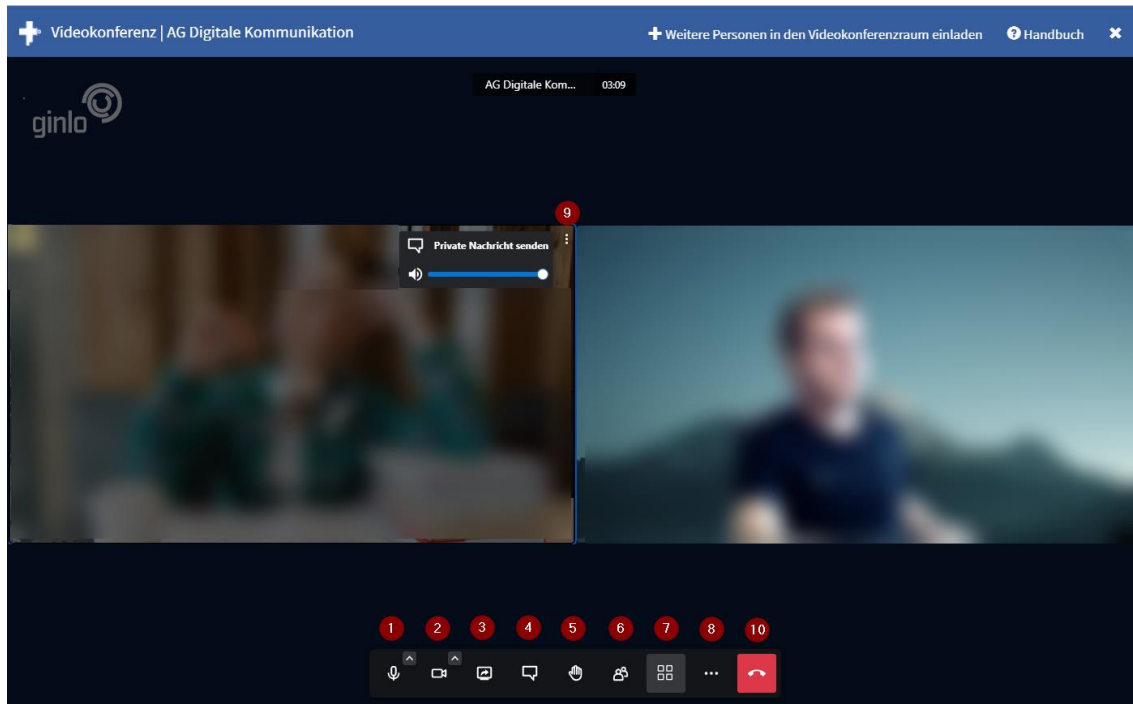 Videokonferenz | AG Digitale Kommunikation
Weitere Personen in den Videokonferenzraum einladen
Handbuch
AG Digitale Kom... 03:09
ginlo
9
Private Nachricht senden
1 2 3 4 5 6 7 8 10